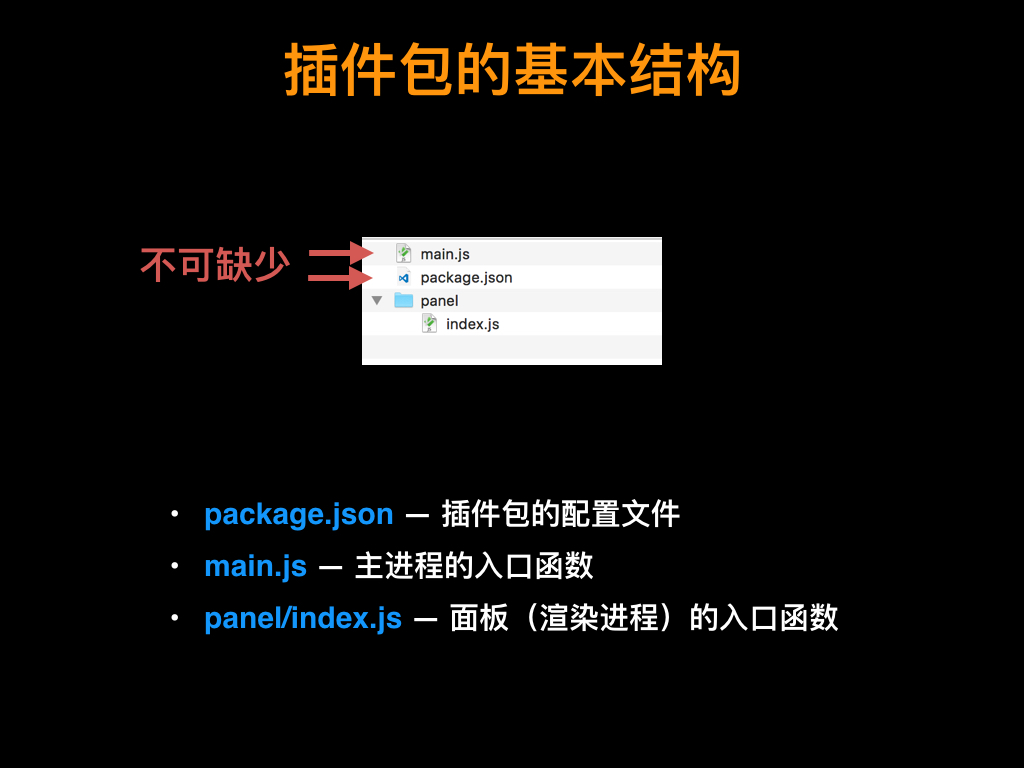 插件包的基本结构
不可缺少
main.js
package.json
panel
index.js
• package.json — 插件包的配置文件
• main.js — 主进程的入口函数
• panel/index.js — 面板（渲染进程）的入口函数